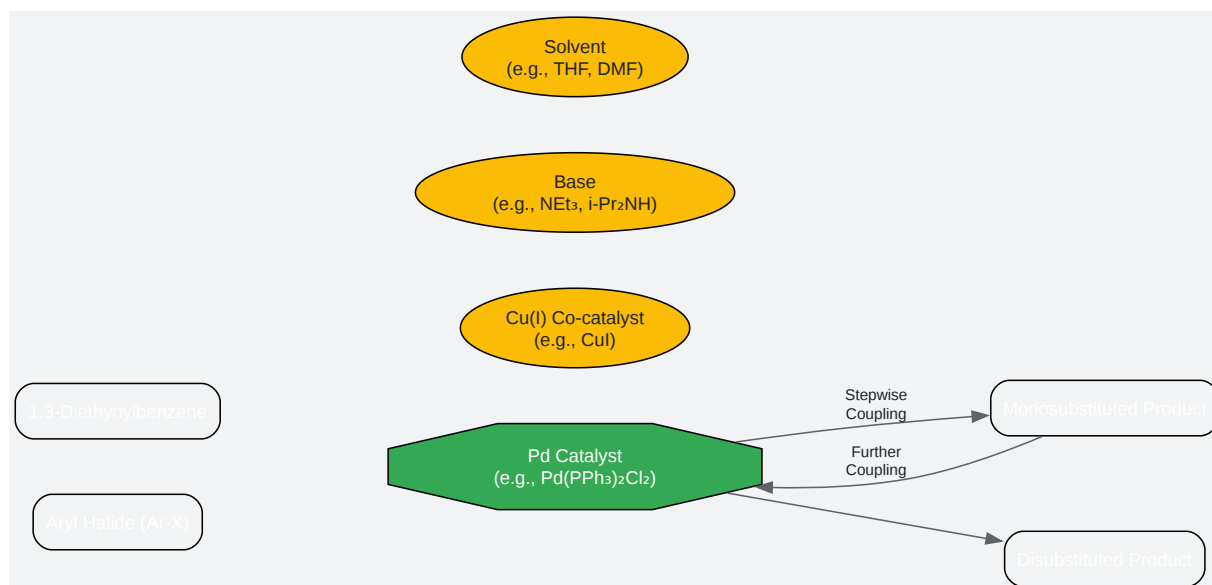 Solvent
(e.g., THF, DMF)
Base
(e.g., NEt₃, i-Pr₂NH)
Cu(I) Co-catalyst
(e.g., CuI)
1,3-Diethynylbenzene
Stepwise
Coupling
Monosubstituted Product
Pd Catalyst
(e.g., Pd(PPh₃)₂Cl₂)
Further
Coupling
Aryl Halide (Ar-X)
Disubstituted Product